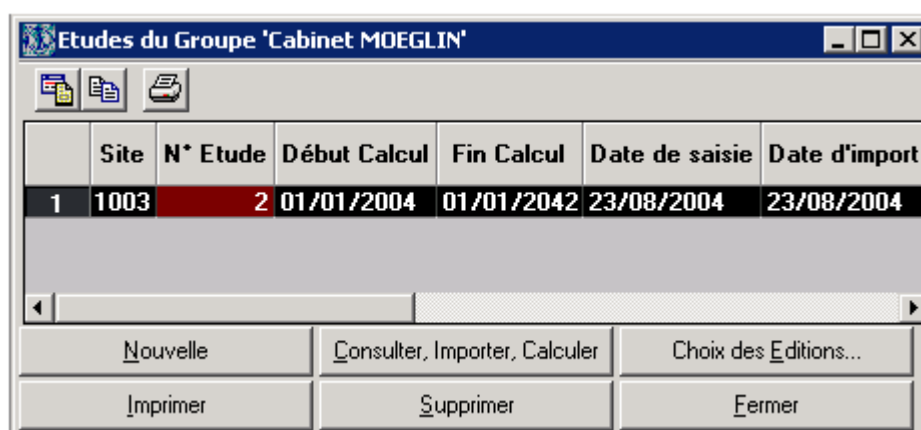 Etudes du Groupe 'Cabinet MOEGLIN'
Site N° Etude Début Calcul Fin Calcul Date de saisie Date d'import
1 1003 2 01/01/2004 01/01/2042 23/08/2004 23/08/2004
Nouvelle Consulter, Importer, Calculer Choix des Editions...
Imprimer Supprimer Fermer